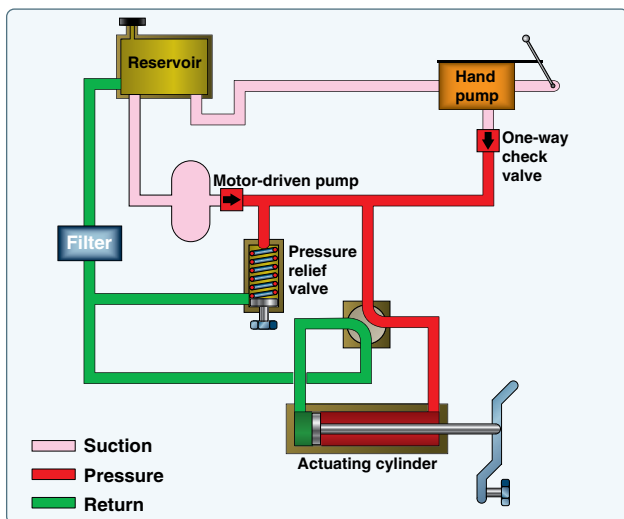 Reservoir
Hand
pump
One-way
check
valve
Motor-driven pump
Filter
Pressure
relief
valve
Actuating cylinder
Suction
Pressure
Return